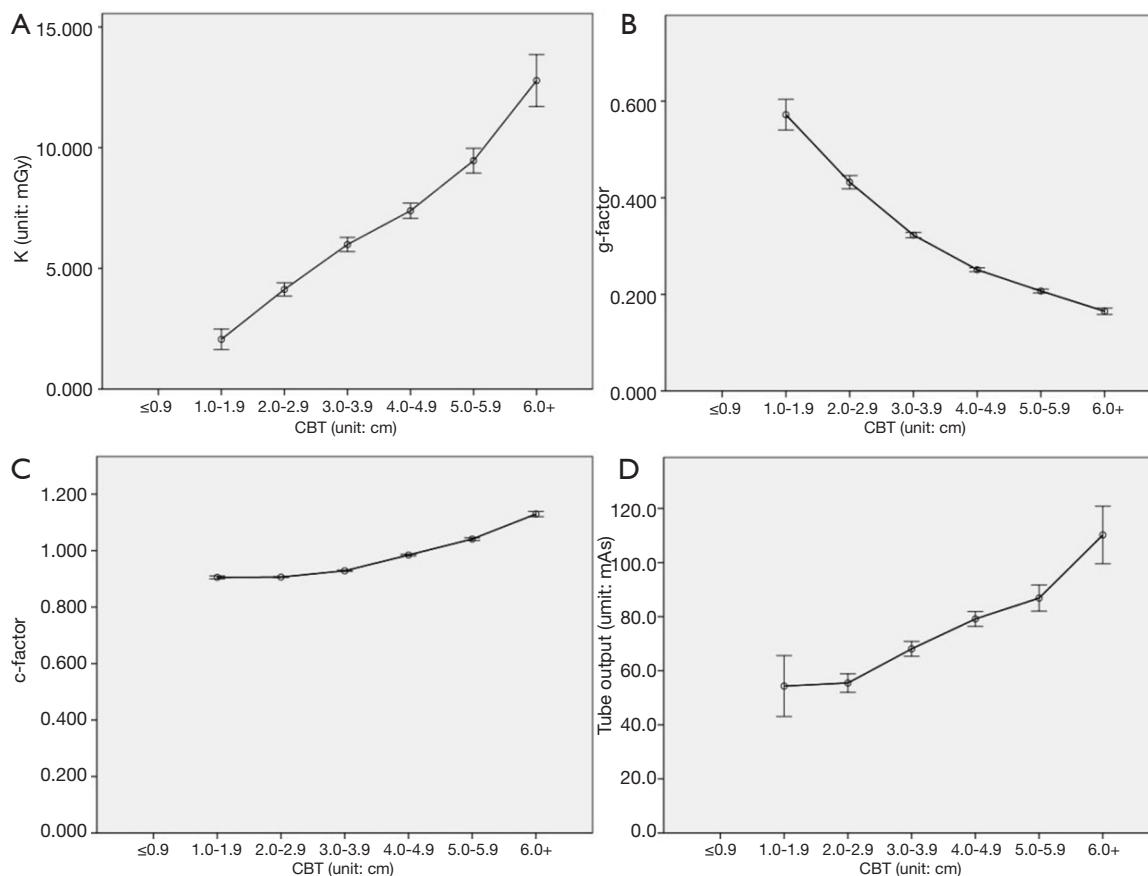 A
15.000
10.000
5.000
0.000
K (unit: mGy)
≤0.9 1.0-1.9 2.0-2.9 3.0-3.9 4.0-4.9 5.0-5.9 6.0+
CBT (unit: cm)
B
0.600
0.400
0.200
0.000
g-factor
≤0.9 1.0-1.9 2.0-2.9 3.0-3.9 4.0-4.9 5.0-5.9 6.0+
CBT (unit: cm)
C
1.200
1.000
0.800
0.600
0.400
0.200
0.000
c-factor
≤0.9 1.0-1.9 2.0-2.9 3.0-3.9 4.0-4.9 5.0-5.9 6.0+
CBT (unit: cm)
D
120.0
100.0
80.0
60.0
40.0
20.0
0.0
Tube output (umit: mAs)
≤0.9 1.0-1.9 2.0-2.9 3.0-3.9 4.0-4.9 5.0-5.9 6.0+
CBT (unit: cm)